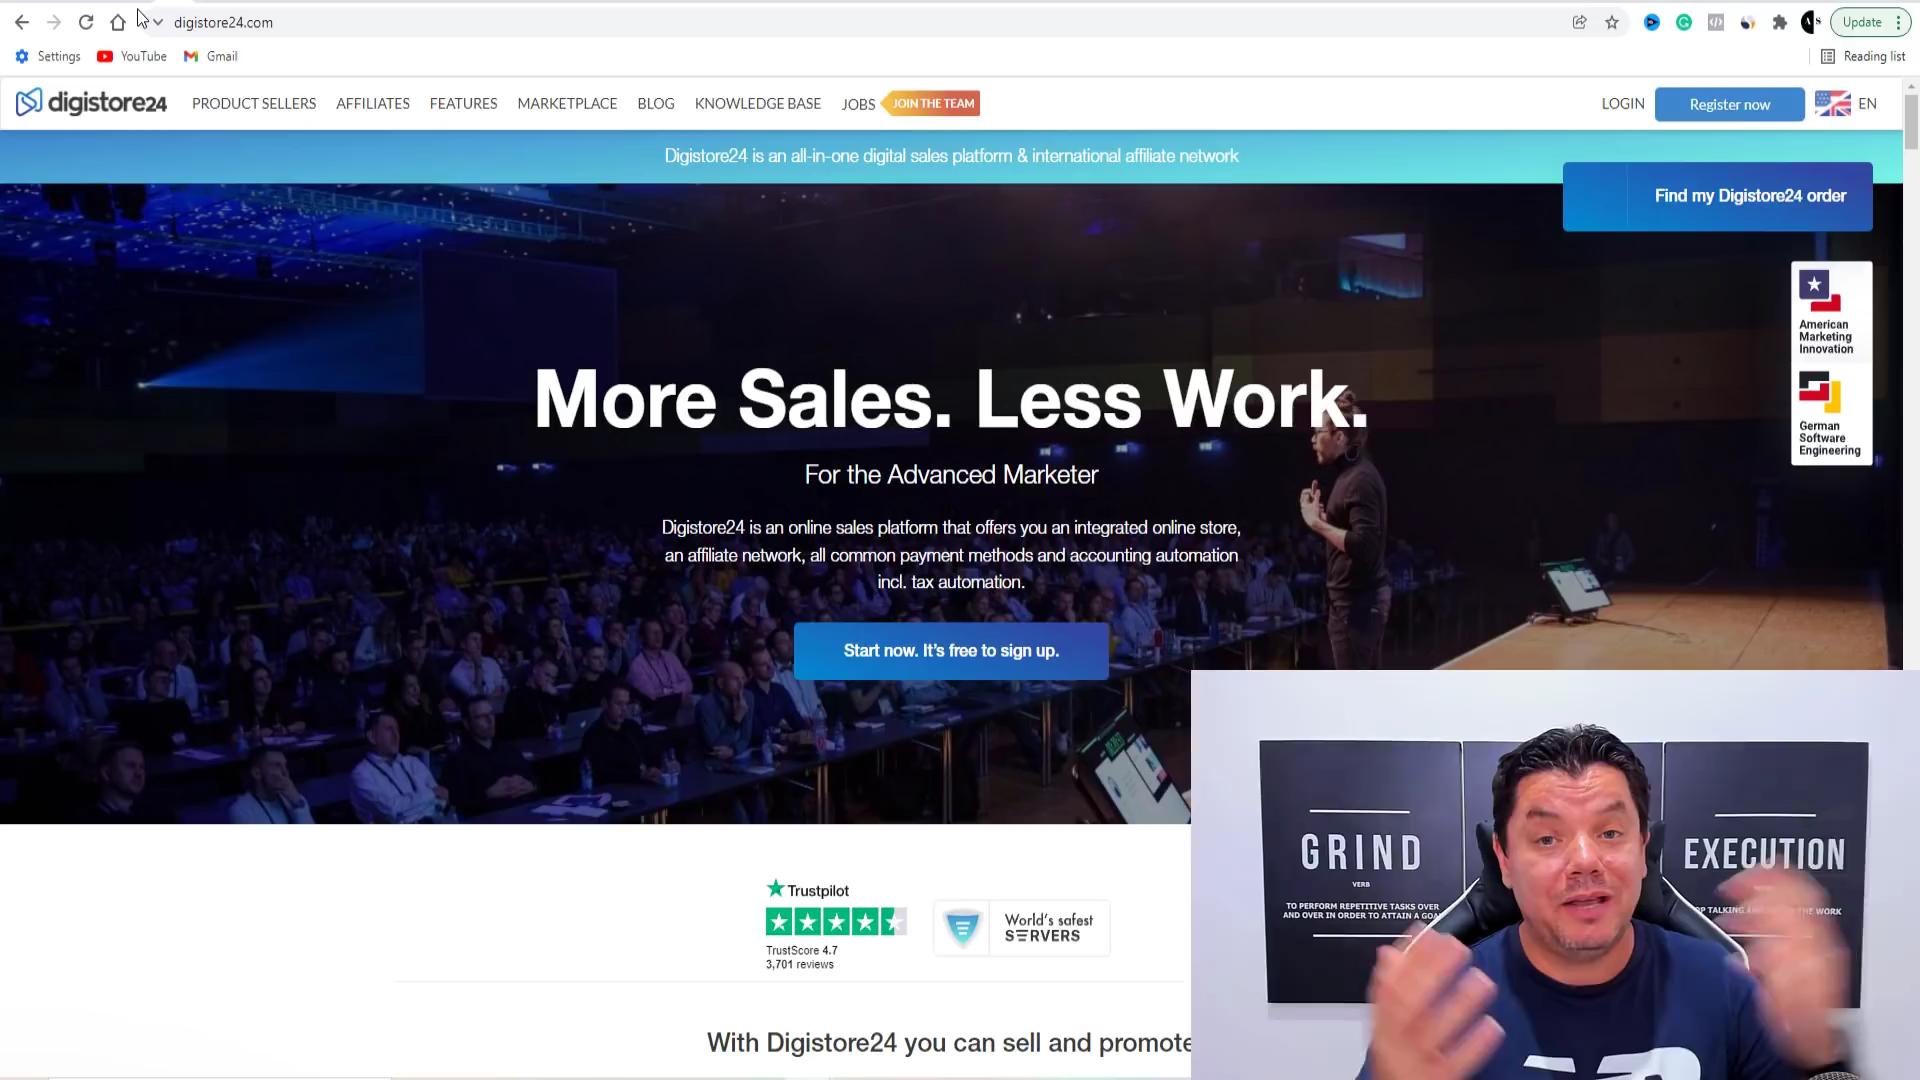 digistore24.com
Settings YouTube Gmail
Update
Reading list
digistore24 PRODUCT SELLERS AFFILIATES FEATURES MARKETPLACE BLOG KNOWLEDGE BASE JOBS JOIN THE TEAM LOGIN Register now EN
Digistore24 is an all-in-one digital sales platform & international affiliate network
Find my Digistore24 order
American
Marketing
Innovation
German
Software
Engineering
More Sales. Less Work.
For the Advanced Marketer
Digistore24 is an online sales platform that offers you an integrated online store,
an affiliate network, all common payment methods and accounting automation
incl. tax automation.
Start now. It's free to sign up.
Trustpilot
TrustScore 4.7
3,701 reviews
World's safest
SERVERS
With Digistore24 you can sell and promote
GRIND
VERB
TO PERFORM REPETITIVE TASKS OVER
AND OVER IN ORDER TO ATTAIN A
EXECUTION
TALKING THE WORK